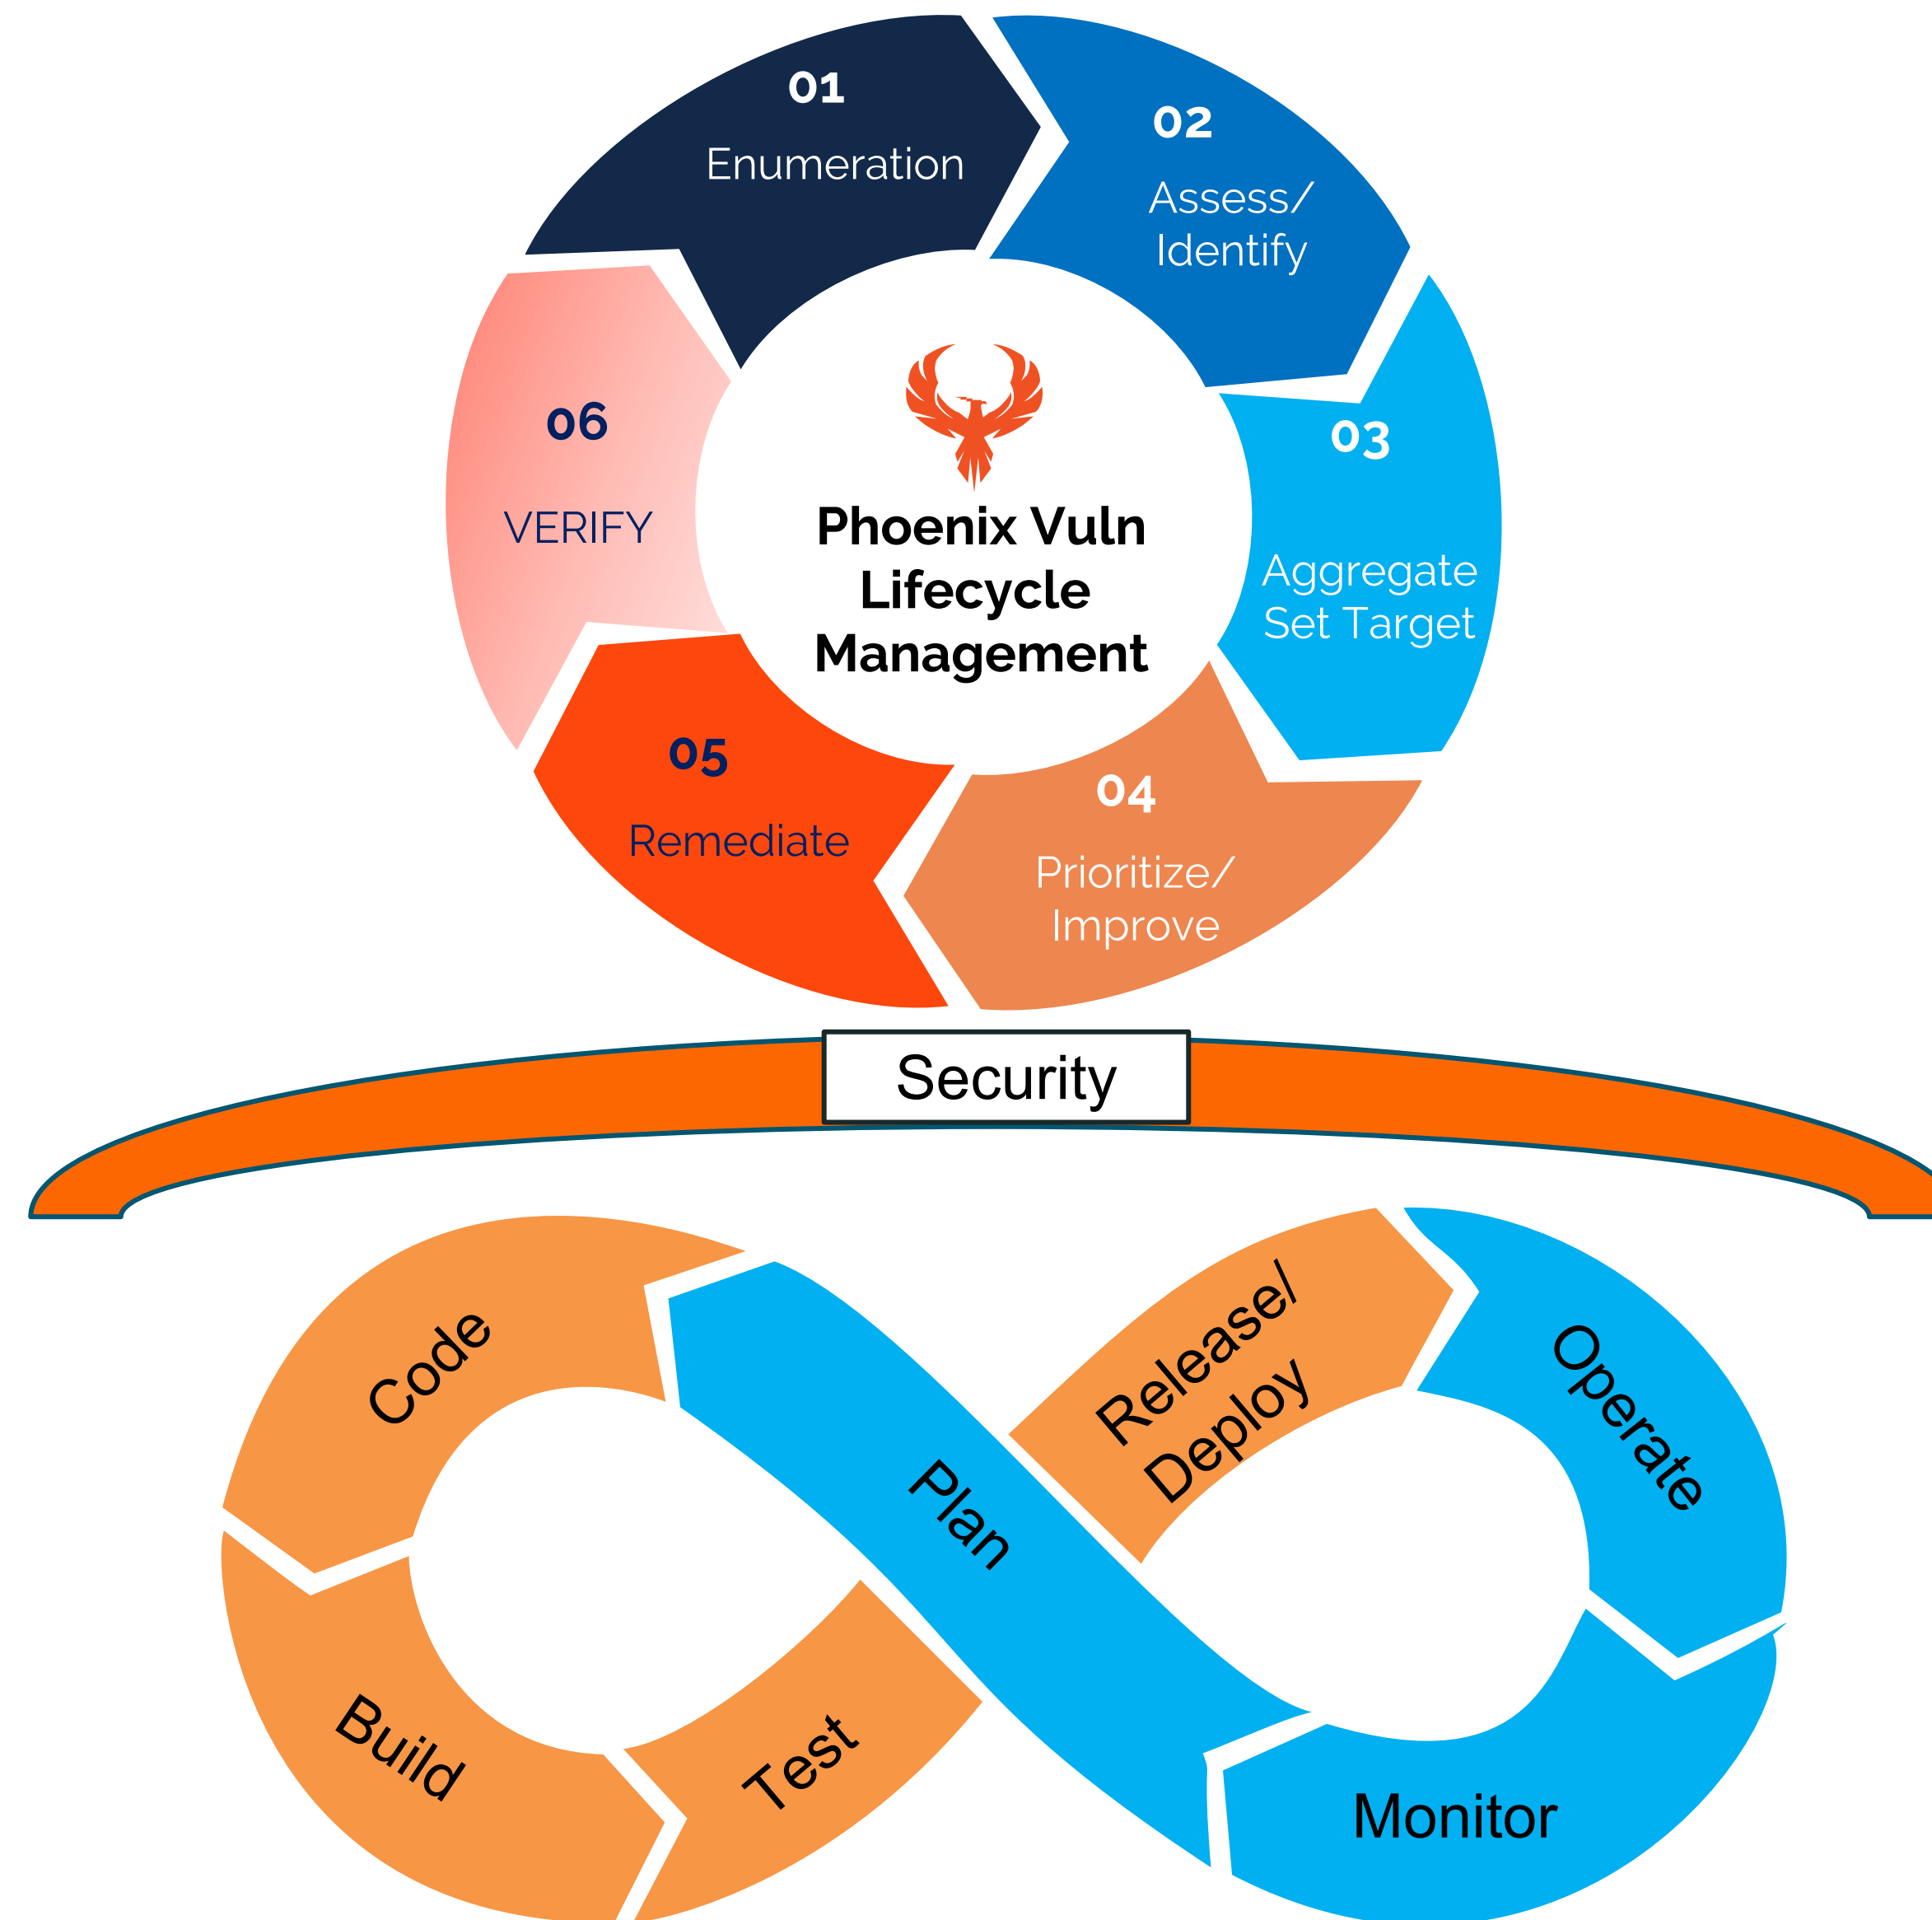 01
Enumeration
02
Assess/
Identify
03
Aggregate
Set Target
04
Prioritize/
Improve
05
Remediate
06
VERIFY
Phoenix Vuln
Lifecycle
Management
Security
Plan
Code
Build
Test
Release/
Deploy
Operate
Monitor